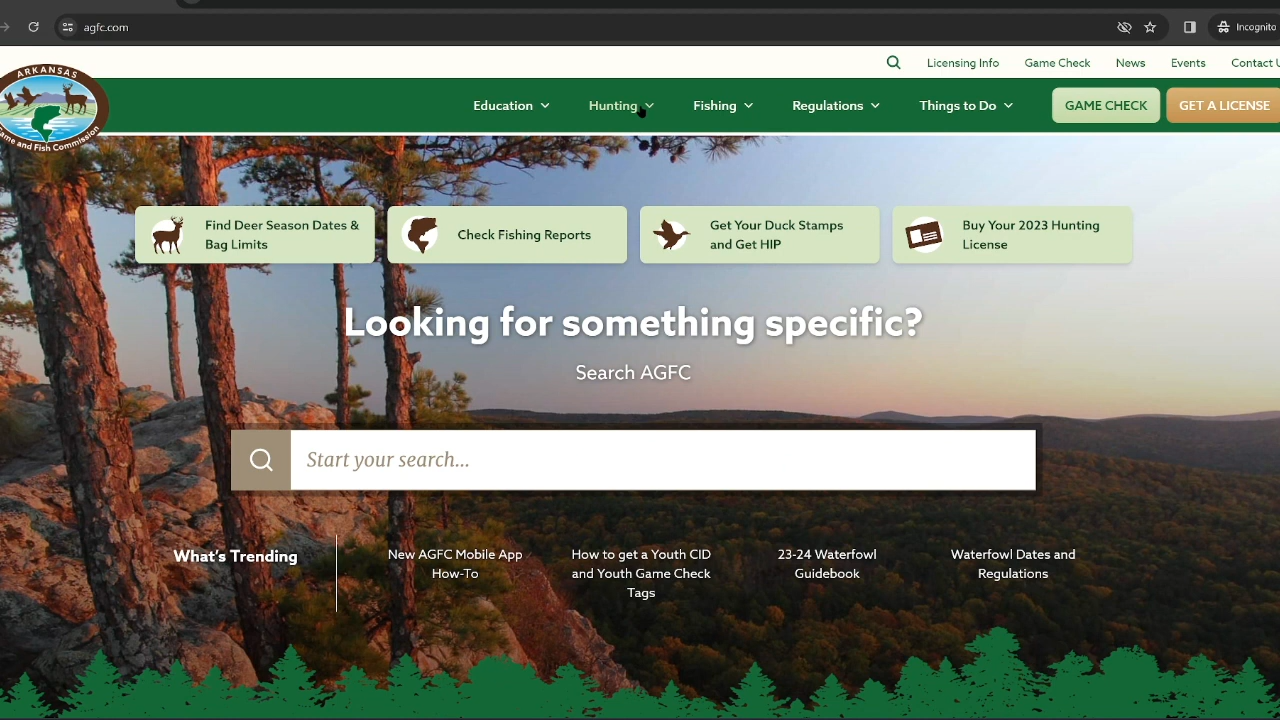 agfc.com
Incognito
Licensing Info
Game Check
News
Events
Contact U
ARKANSAS
Game and Fish Commission
Education
Hunting
Fishing
Regulations
Things to Do
GAME CHECK
GET A LICENSE
Find Deer Season Dates &
Bag Limits
Check Fishing Reports
Get Your Duck Stamps
and Get HIP
Buy Your 2023 Hunting
License
Looking for something specific?
Search AGFC
Start your search...
What's Trending
New AGFC Mobile App
How-To
How to get a Youth CID
and Youth Game Check
Tags
23-24 Waterfowl
Guidebook
Waterfowl Dates and
Regulations